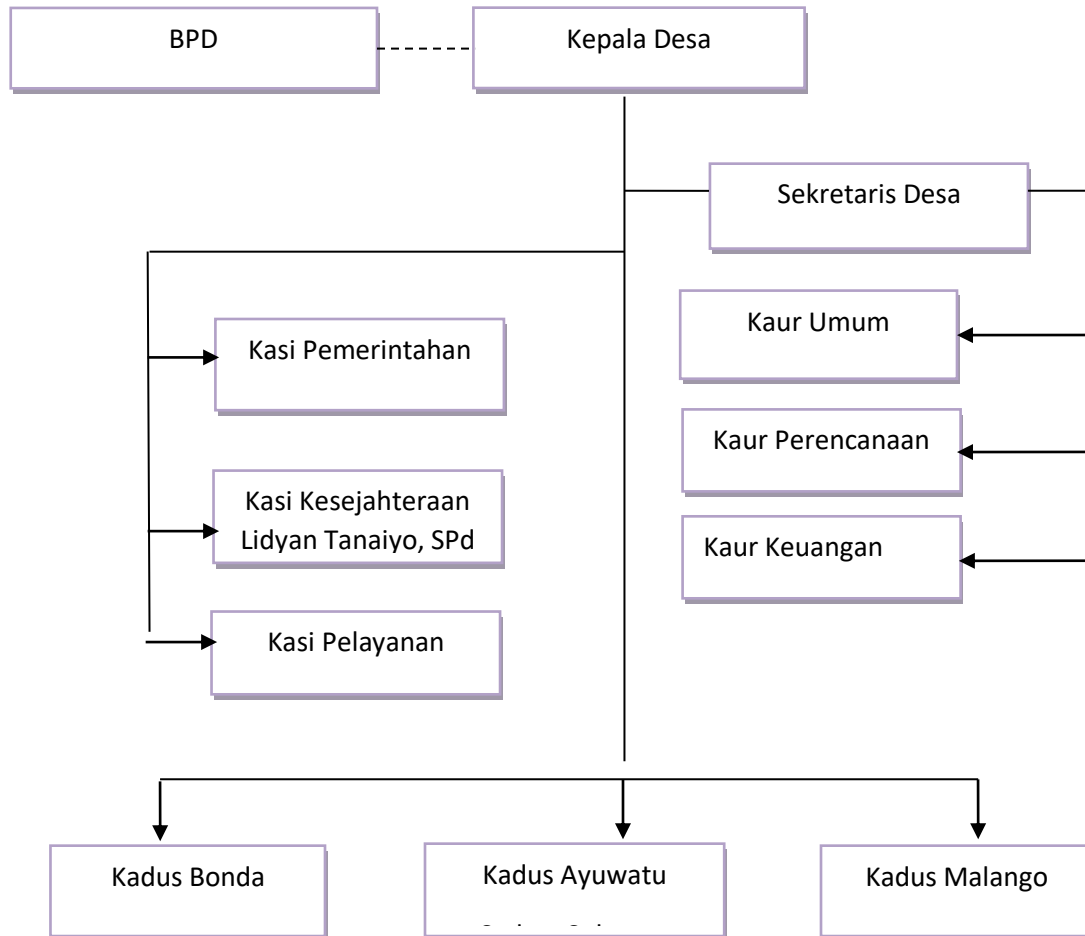 BPD
Kepala Desa
Sekretaris Desa
Kaur Umum
Kasi Pemerintahan
Kaur Perencanaan
Kasi Kesejahteraan
Lidyan Tanaiyo, SPd
Kaur Keuangan
Kasi Pelayanan
Kadus Bonda
Kadus Ayuwatu
Kadus Malango